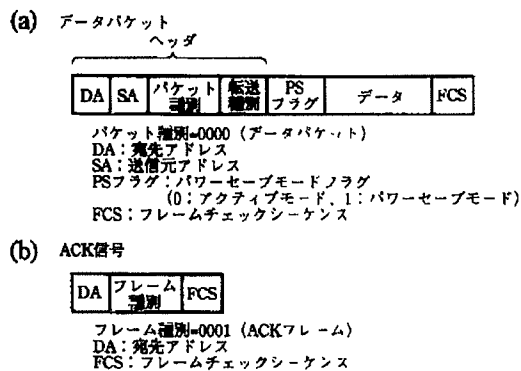 (a) データパケット
ヘッダ
DA SA パケット種別 転送種別 PSフラグ データ FCS
パケット種別=0000 (データパケット)
DA:宛先アドレス
SA:送信元アドレス
PSフラグ:パワーセーブモードフラグ
(0:アクティブモード、1:パワーセーブモード)
FCS:フレームチェックシーケンス
(b) ACK信号
DA フレーム種別 FCS
フレーム種別=0001 (ACKフレーム)
DA:宛先アドレス
FCS:フレームチェックシーケンス